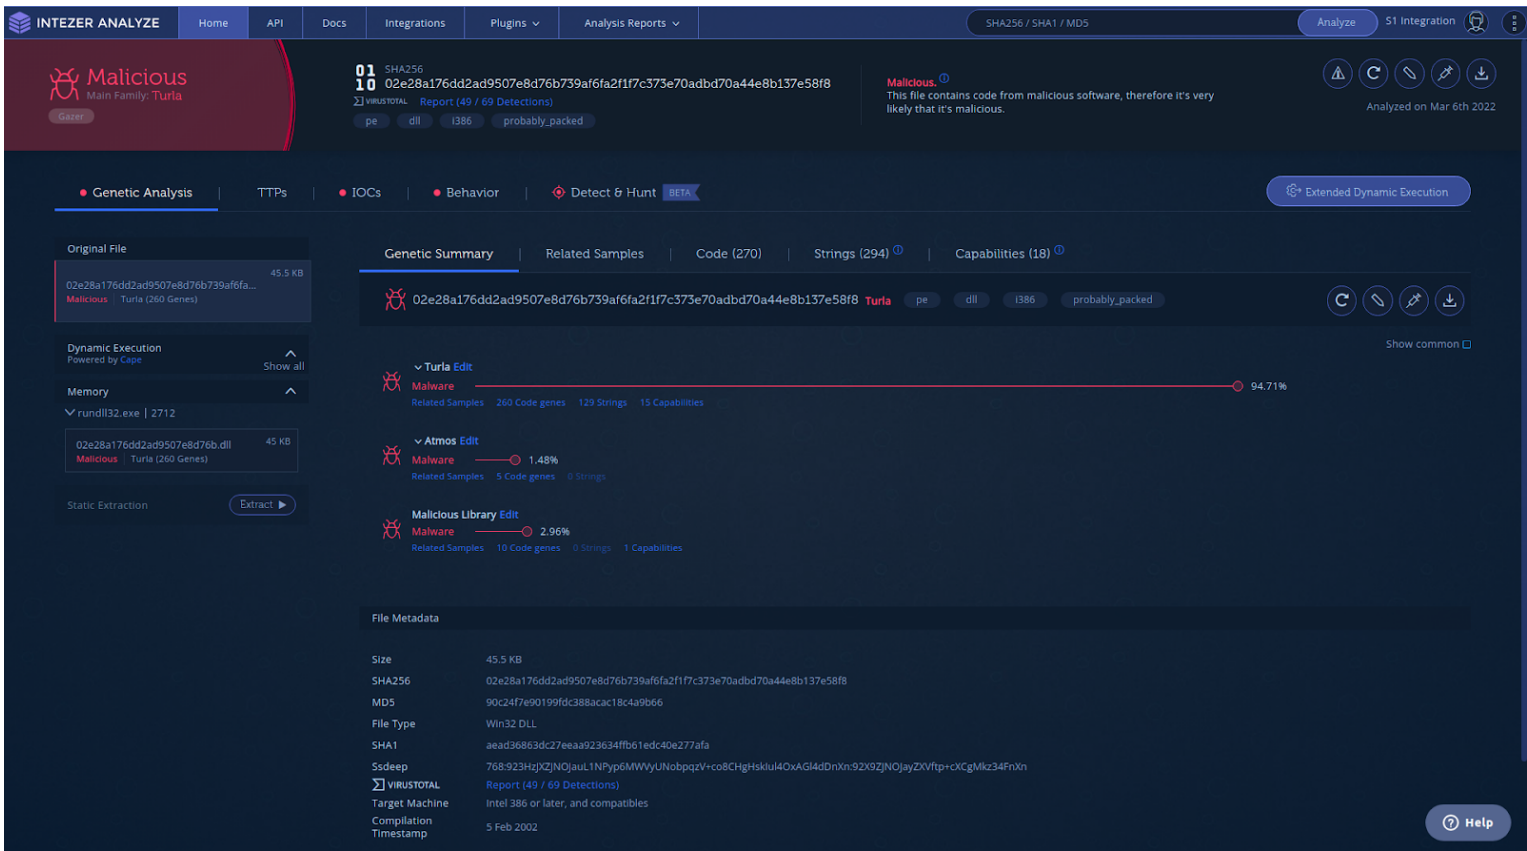 INTEZER ANALYZE Home API Docs Integrations Plugins Analysis Reports SHA256 / SHA1 / MD5 Analyze S1 Integration
Malicious
Main Family: Turla
Gazer
SHA256
02e28a176dd2ad9507e8d76b739af6fa2f1f7c373e70adbd70a44e8b137e58f8
VIRUSTOTAL Report (49 / 69 Detections)
pe dll i386 probably_packed
Malicious.
This file contains code from malicious software, therefore it's very
likely that it's malicious.
Analyzed on Mar 6th 2022
Genetic Analysis TTPs IOCs Behavior Detect & Hunt BETA Extended Dynamic Execution
Original File
45.5 KB
02e28a176dd2ad9507e8d76b739af6fa...
Malicious Turla (260 Genes)
Dynamic Execution
Powered by Cape
Show all
Memory
rundll32.exe | 2712
02e28a176dd2ad9507e8d76b.dll 45 KB
Malicious Turla (260 Genes)
Static Extraction Extract
Genetic Summary Related Samples Code (270) Strings (294) Capabilities (18)
02e28a176dd2ad9507e8d76b739af6fa2f1f7c373e70adbd70a44e8b137e58f8 Turla pe dll i386 probably_packed
Show common
Turla Edit
Malware 94.71%
Related Samples 260 Code genes 129 Strings 15 Capabilities
Atmos Edit
Malware 1.48%
Related Samples 5 Code genes 0 Strings
Malicious Library Edit
Malware 2.96%
Related Samples 10 Code genes 0 Strings 1 Capabilities
File Metadata
Size 45.5 KB
SHA256 02e28a176dd2ad9507e8d76b739af6fa2f1f7c373e70adbd70a44e8b137e58f8
MD5 90c24f7e90199fdc388acac18c4a9b66
File Type Win32 DLL
SHA1 aead36863dc27eeaa923634ffb61edc40e277afa
Ssdeep 768:923HzJXZJNOJauL1NPyp6MWVyUNobpqzV+co8CHgHskIul4OxAGl4dDnXn:92X9ZJNOJayZXVftp+cXCgMkz34FnXn
VIRUSTOTAL Report (49 / 69 Detections)
Target Machine Intel 386 or later, and compatibles
Compilation
Timestamp 5 Feb 2002
Help